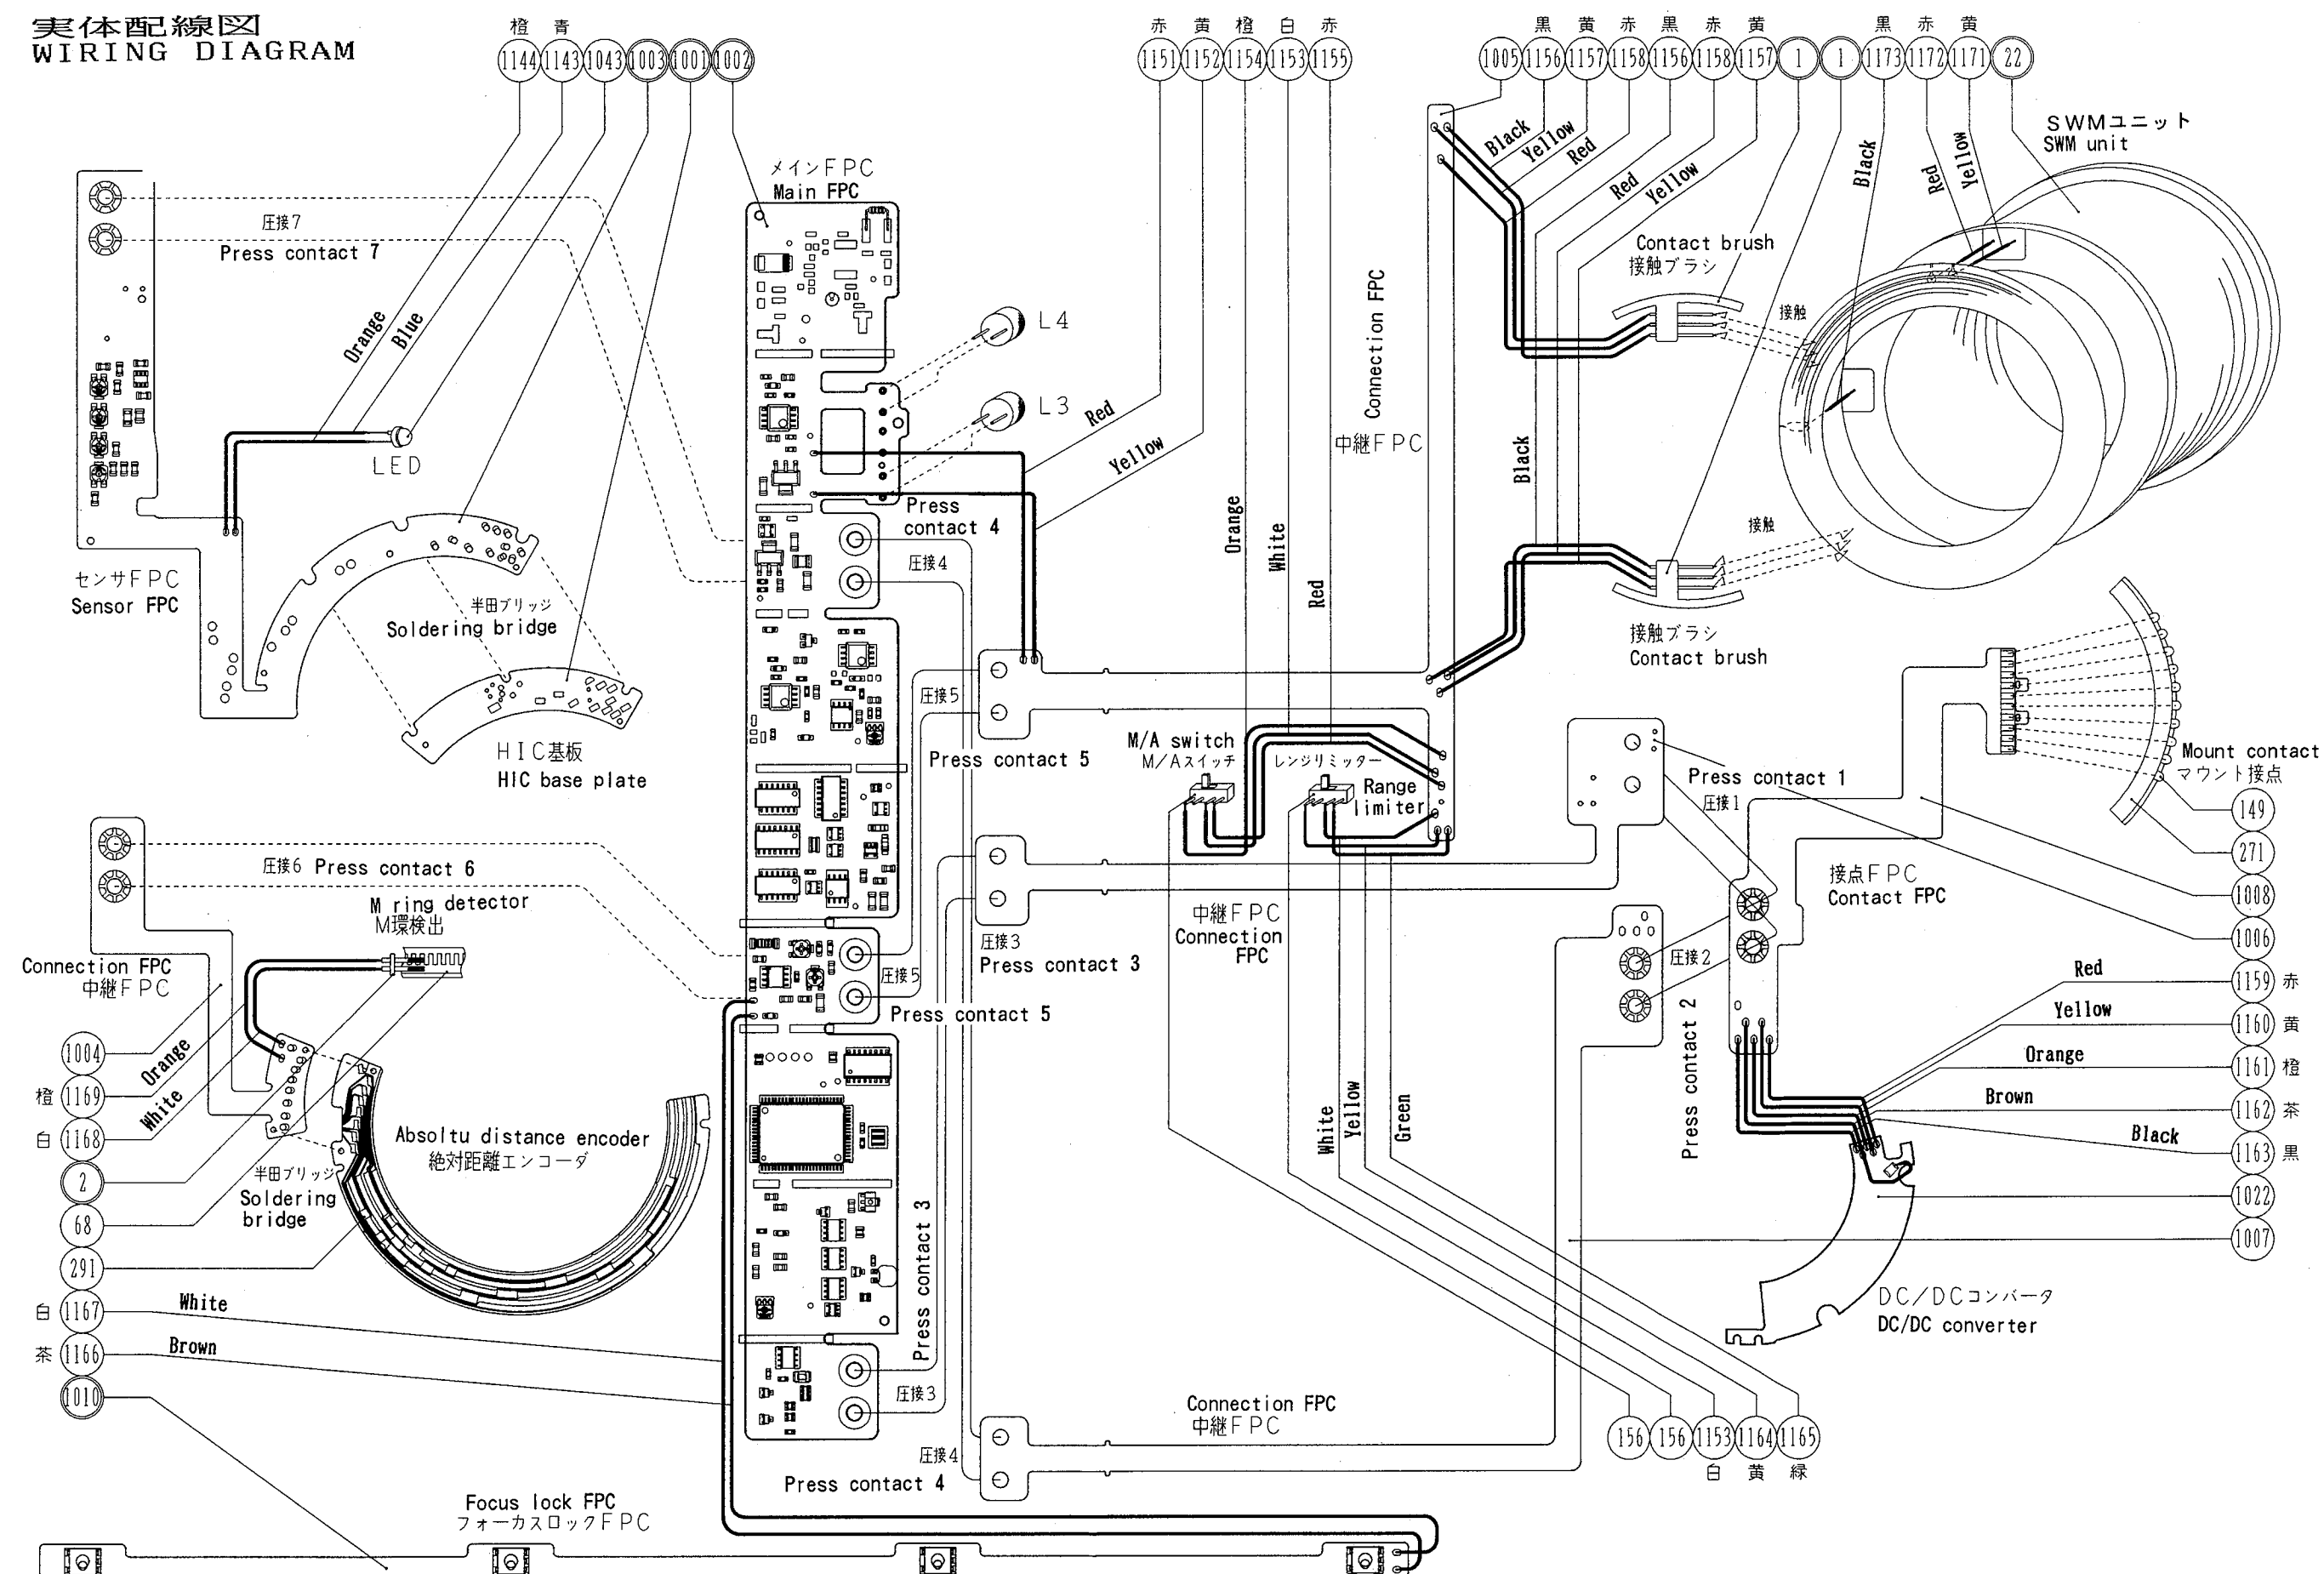 実体配線図
WIRING DIAGRAM
橙 青
1144 1143 1043 1003 1001 1002
赤 黄 橙 白 赤
1151 1152 1154 1153 1155
黒 黄 赤 黒 赤 黄 黒 赤 黄
1005 1156 1157 1158 1156 1158 1157 1 1 1173 1172 1171 22
SWMユニット
SWM unit
メインFPC
Main FPC
圧接7
Press contact 7
Orange
Blue
LED
センサFPC
Sensor FPC
半田ブリッジ
Soldering bridge
HIC基板
HIC base plate
L4
L3
Red
Yellow
Press
contact 4
圧接4
Orange
White
Red
Connection FPC
中継FPC
Black
Yellow
Red
Red
Yellow
Black
Black
Red
Yellow
Contact brush
接触ブラシ
接触
接触
接触ブラシ
Contact brush
圧接5
Press contact 5
M/A switch
M/Aスイッチ
レンジリミッター
Range
limiter
Press contact 1
圧接1
Mount contact
マウント接点
149
271
1008
1006
1159 赤
1160 黄
1161 橙
1162 茶
1163 黒
1022
1007
接点FPC
Contact FPC
Red
Yellow
Orange
Brown
Black
圧接2
Press contact 2
DC/DCコンバータ
DC/DC converter
圧接6 Press contact 6
M ring detector
M環検出
Connection FPC
中継FPC
1004
橙 1169
白 1168
2
68
291
白 1167
茶 1166
1010
Orange
White
半田ブリッジ
Soldering
bridge
Absoltu distance encoder
絶対距離エンコーダ
White
Brown
圧接5
Press contact 5
圧接3
Press contact 3
中継FPC
Connection
FPC
White
Yellow
Green
Press contact 3
圧接3
Connection FPC
中継FPC
圧接4
Press contact 4
156 156 1153 1164 1165
白 黄 緑
Focus lock FPC
フォーカスロックFPC